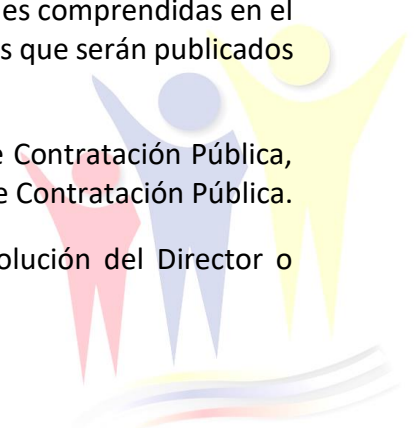 es comprendidas en el
s que serán publicados
e Contratación Pública,
e Contratación Pública.
olución del Director o